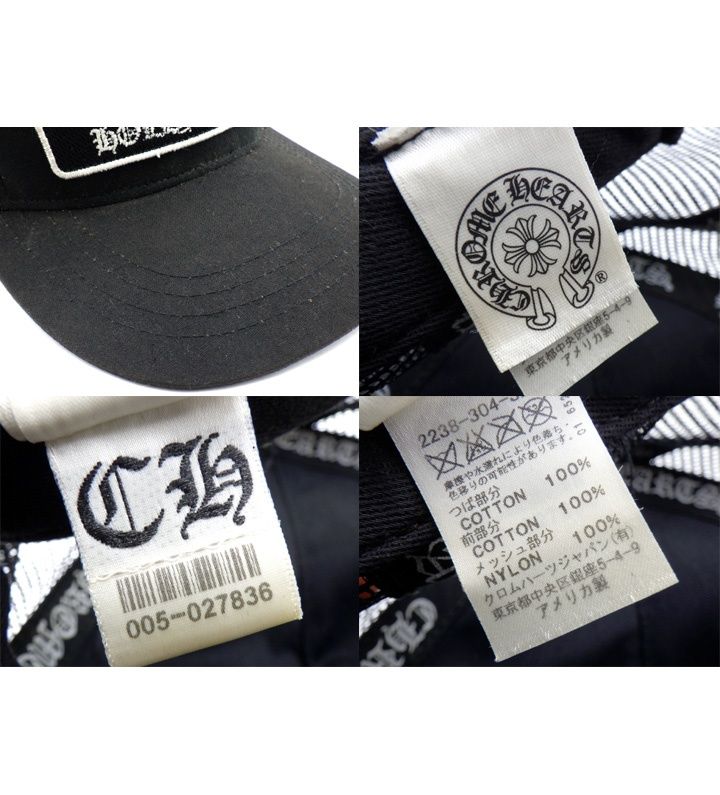 CHROME HEARTS
®
東京都中央区銀座5-4-9
アメリカ製
CH
005-027836
2238-304-
摩擦や水濡れにより色落ち、
色移りの可能性があります。
つば部分
COTTON 100%
前部分
COTTON 100%
メッシュ部分
NYLON 100%
クロムハーツジャパン(有)
東京都中央区銀座5-4-9
アメリカ製